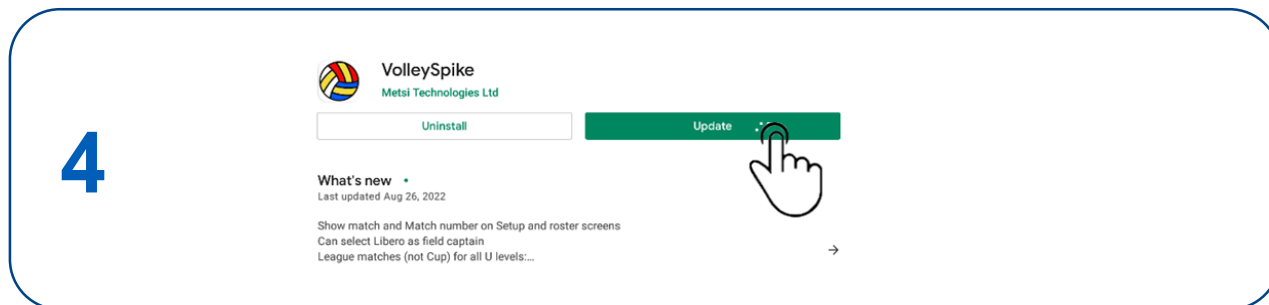 4
VolleySpike
Metsi Technologies Ltd
Uninstall
Update
What's new •
Last updated Aug 26, 2022
Show match and Match number on Setup and roster screens
Can select Libero as field captain
League matches (not Cup) for all U levels:...